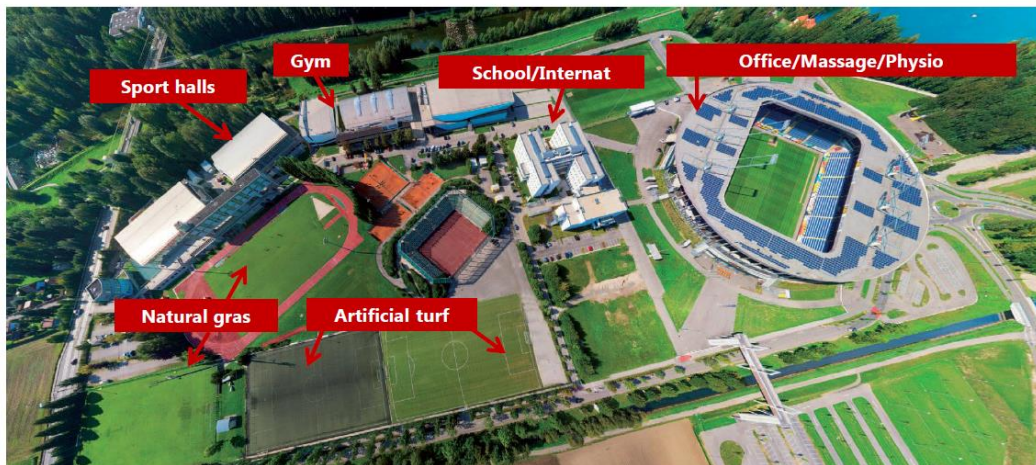 Sport halls
Gym
School/Internat
Office/Massage/Physio
Natural gras
Artificial turf